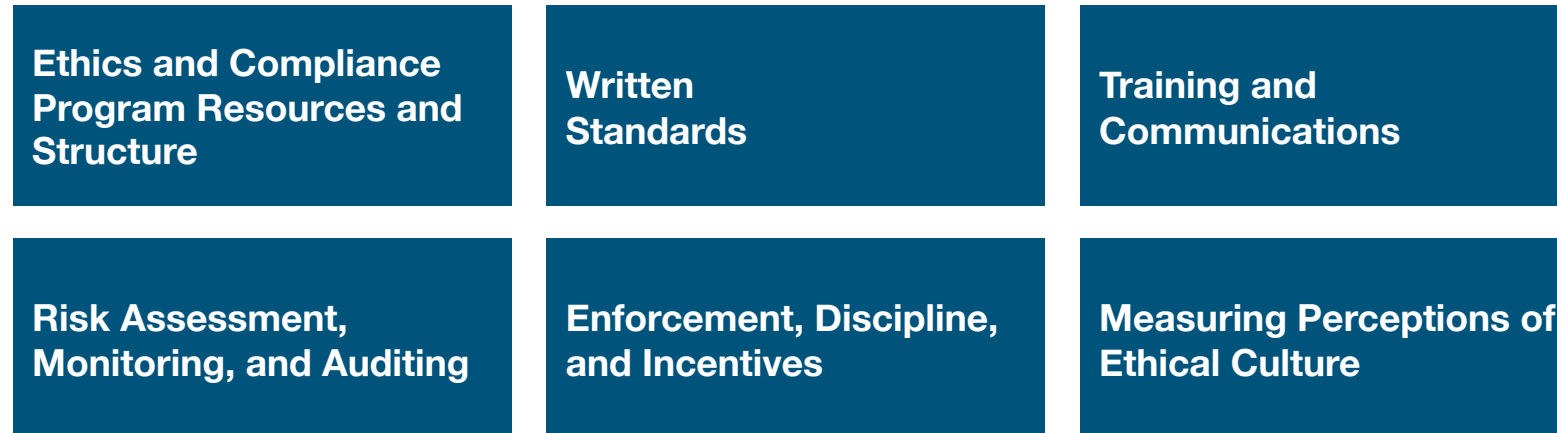 Ethics and Compliance
Program Resources and
Structure
Written
Standards
Training and
Communications
Risk Assessment,
Monitoring, and Auditing
Enforcement, Discipline,
and Incentives
Measuring Perceptions of
Ethical Culture